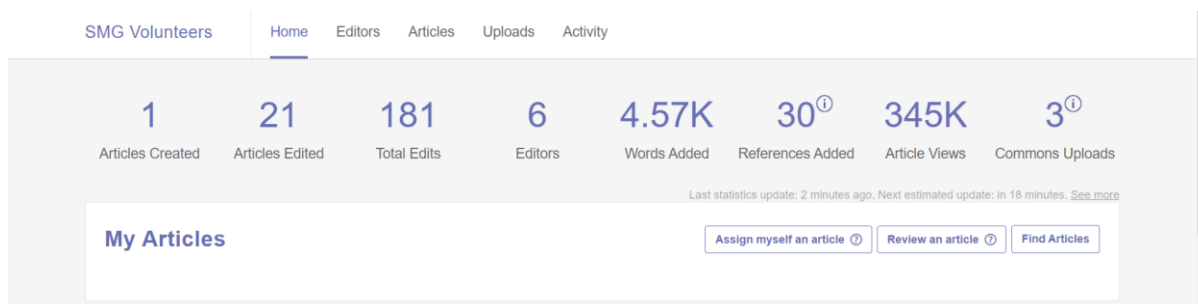 SMG Volunteers Home Editors Articles Uploads Activity
1 21 181 6 4.57K 30 345K 3
Articles Created Articles Edited Total Edits Editors Words Added References Added Article Views Commons Uploads
Last statistics update: 2 minutes ago. Next estimated update: in 18 minutes. See more
My Articles Assign myself an article Review an article Find Articles